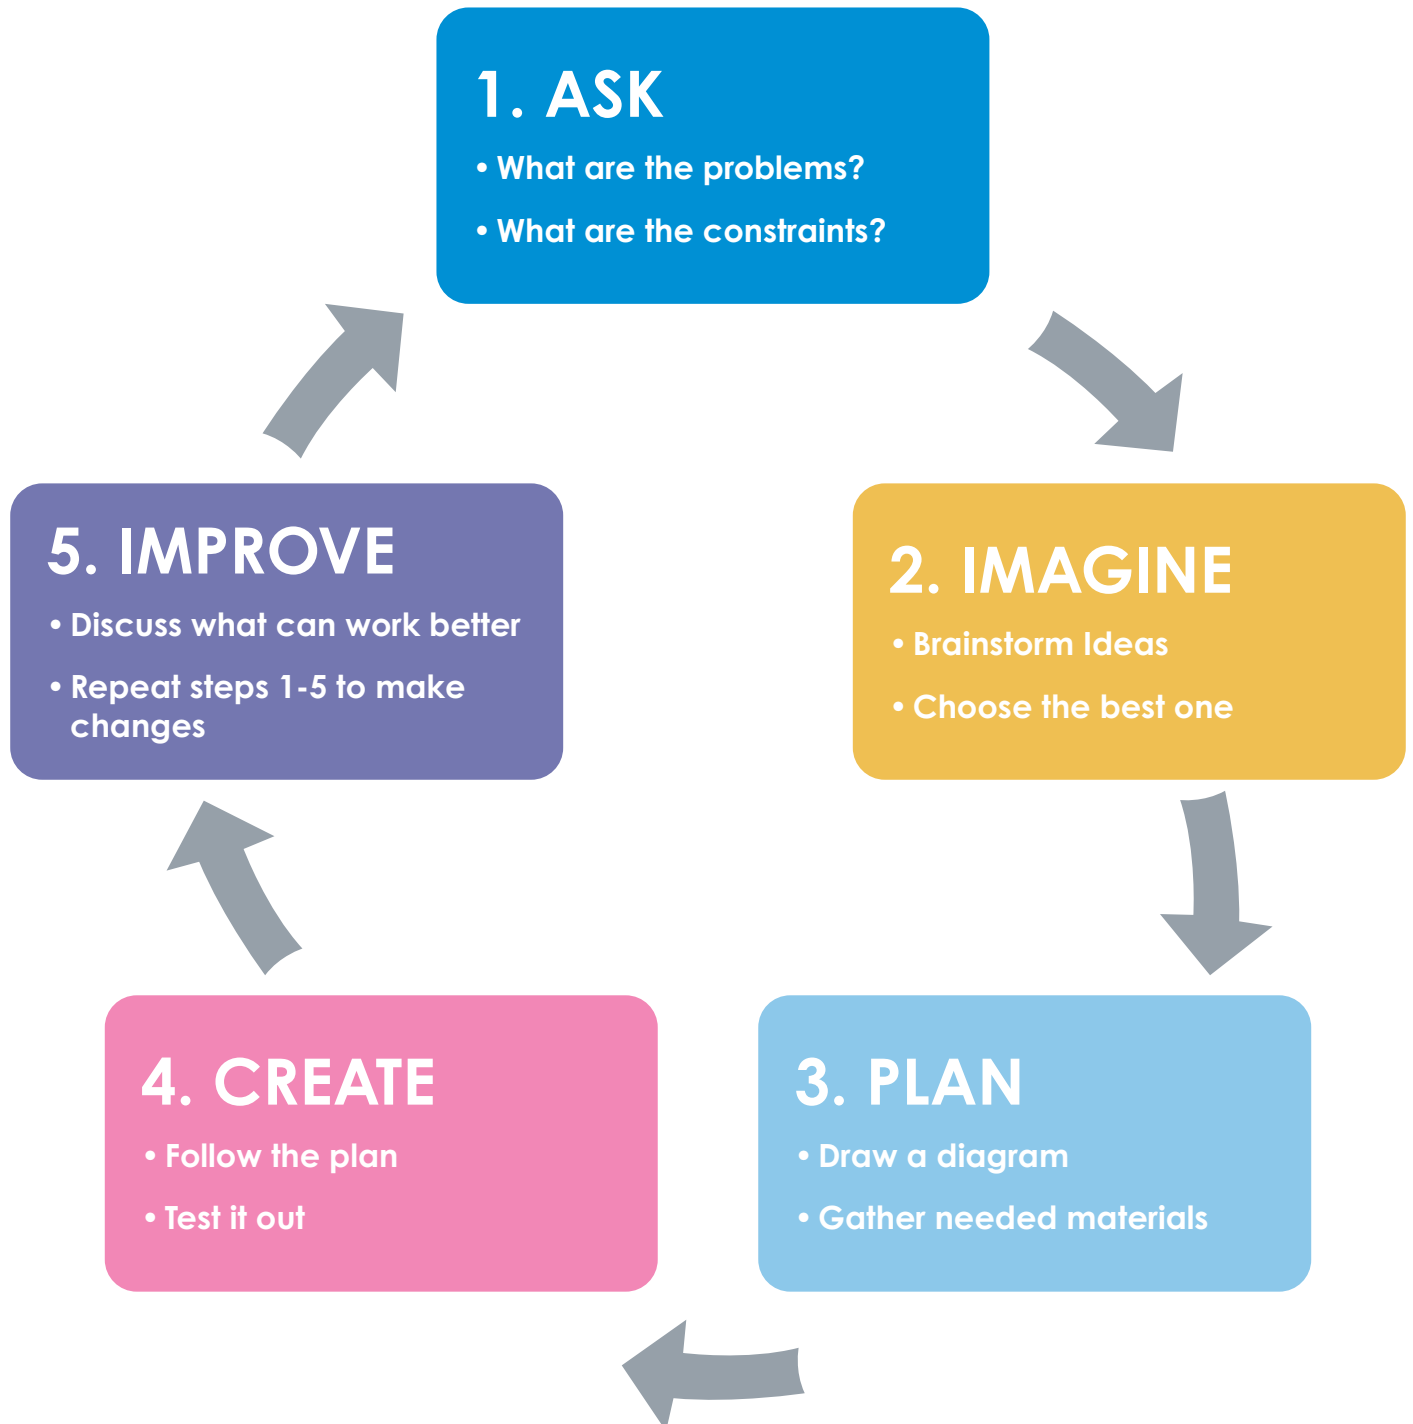 1. ASK
• What are the problems?
• What are the constraints?
2. IMAGINE
• Brainstorm Ideas
• Choose the best one
3. PLAN
• Draw a diagram
• Gather needed materials
4. CREATE
• Follow the plan
• Test it out
5. IMPROVE
• Discuss what can work better
• Repeat steps 1-5 to make
changes